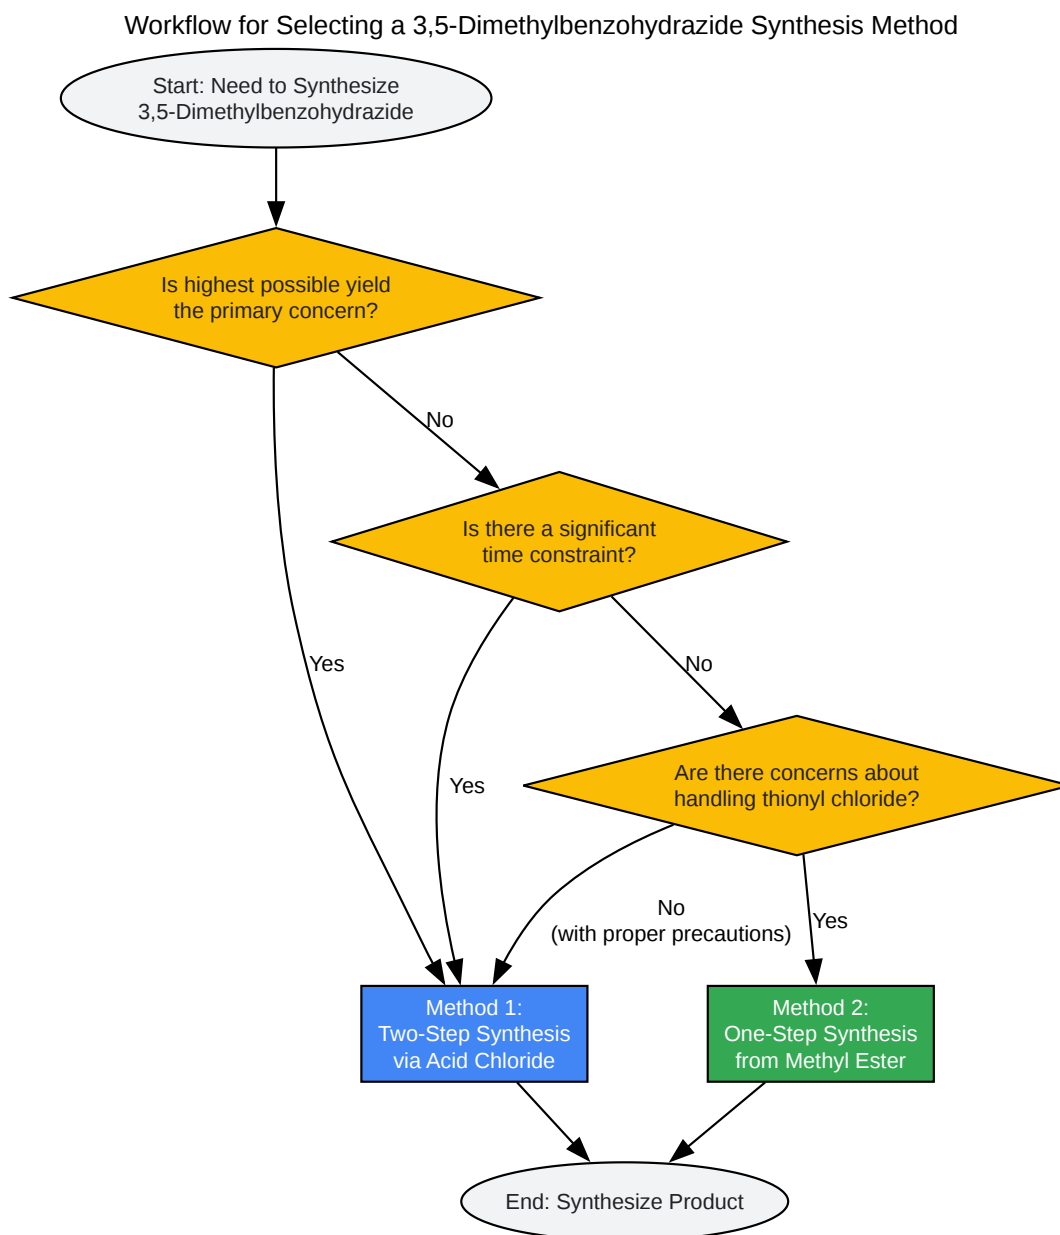 Workflow for Selecting a 3,5-Dimethylbenzohydrazide Synthesis Method
Start: Need to Synthesize
3,5-Dimethylbenzohydrazide
Is highest possible yield
the primary concern?
No
Is there a significant
time constraint?
Yes
No
Are there concerns about
handling thionyl chloride?
Yes
No
(with proper precautions)
Yes
Method 1:
Two-Step Synthesis
via Acid Chloride
Method 2:
One-Step Synthesis
from Methyl Ester
End: Synthesize Product